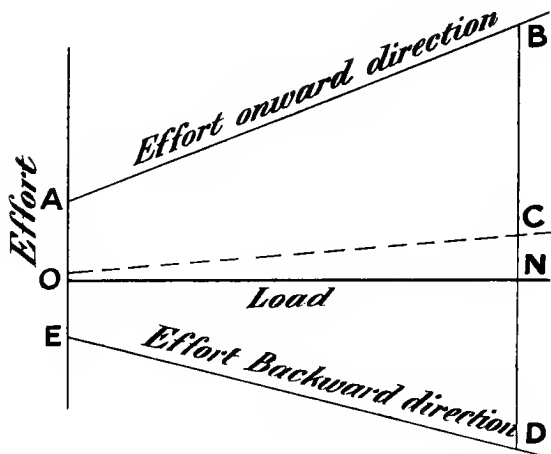 B
Effort onward direction
A
Effort
C
O
N
Load
E
Effort Backward direction
D